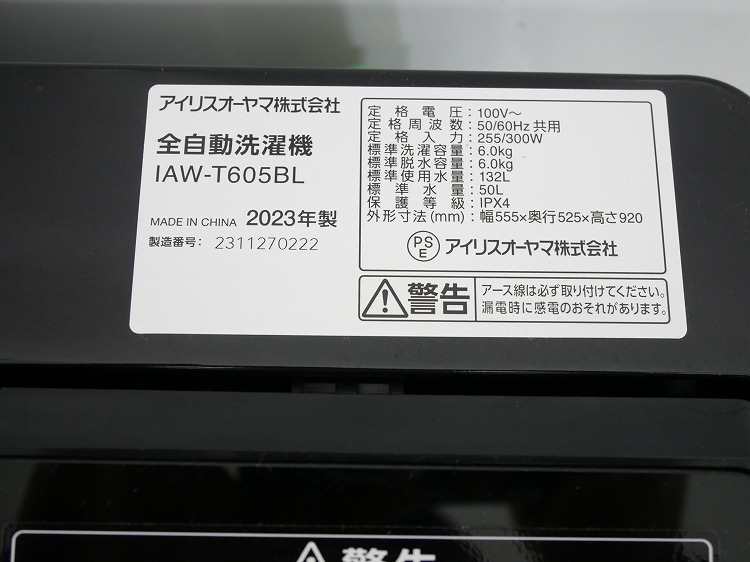 アイリスオーヤマ株式会社
全自動洗濯機
IAW-T605BL
MADE IN CHINA 2023年製
製造番号: 2311270222
定格電圧：100V～
定格周波数：50/60Hz 共用
定格入力：255/300W
標準洗濯容量：6.0kg
標準脱水容量：6.0kg
標準使用水量：132L
標準水量：50L
保護等級：IPX4
外形寸法(mm)：幅555×奥行525×高さ920
PS
E
アイリスオーヤマ株式会社
警告
アース線は必ず取り付けてください。
漏電時に感電のおそれがあります。
警告